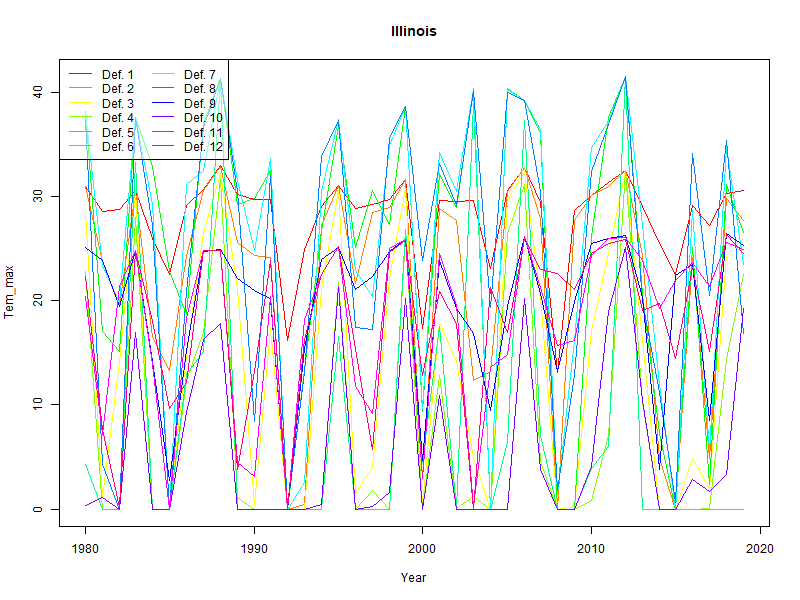 Illinois
Def. 1 Def. 7
Def. 2 Def. 8
Def. 3 Def. 9
Def. 4 Def. 10
Def. 5 Def. 11
Def. 6 Def. 12
40
30
20
10
0
Tem_max
1980 1990 2000 2010 2020
Year